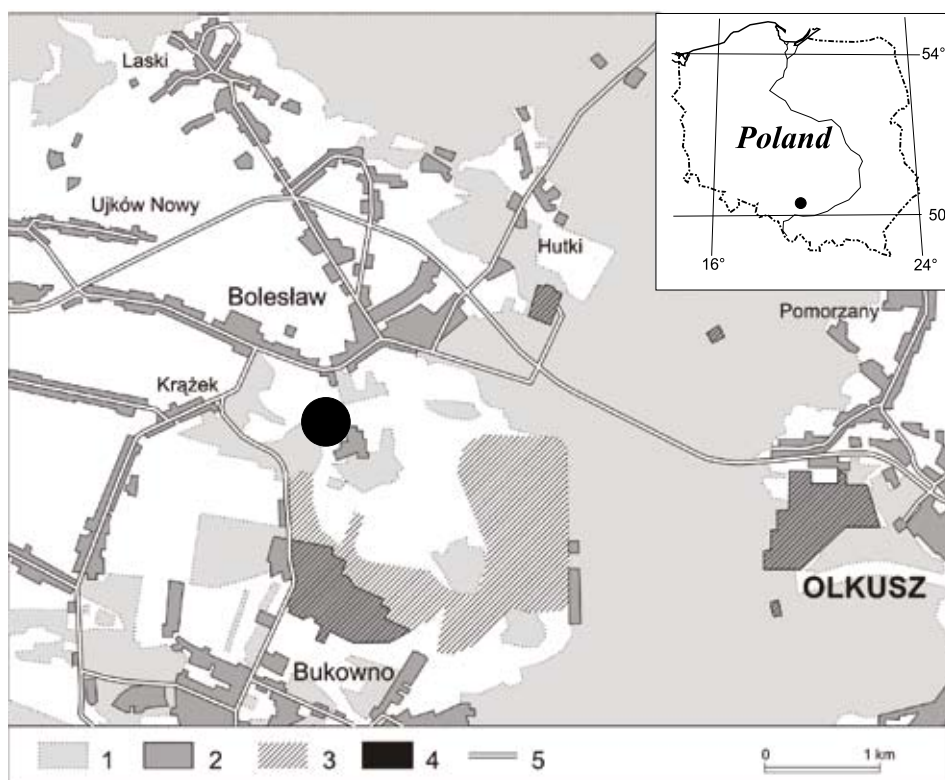 Laski
54°
Poland
Ujków Nowy
50
Hutki
16°
24°
Bolesław
Pomorzany
Krążek
OLKUSZ
Bukowno
1 2 3 4 5
0 1 km